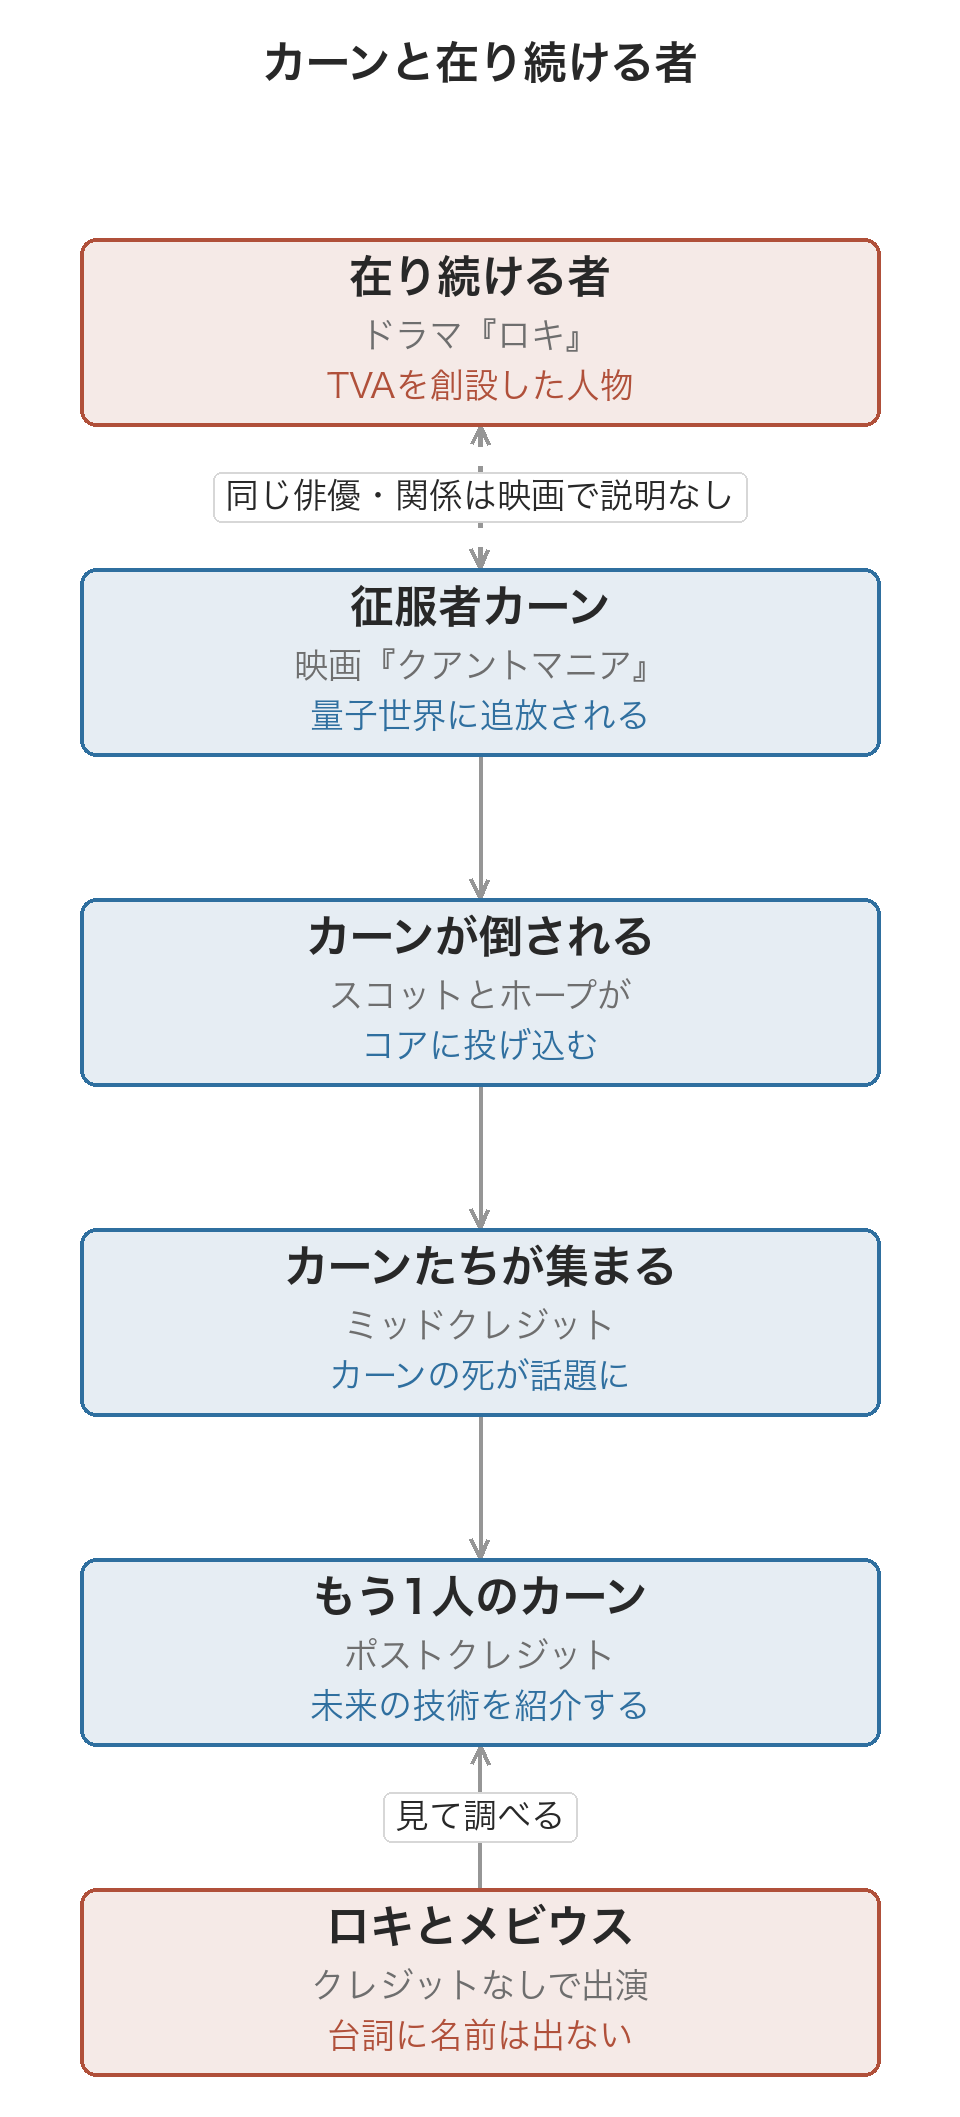 カーンと在り続ける者
在り続ける者
ドラマ『ロキ』
TVAを創設した人物
同じ俳優・関係は映画で説明なし
征服者カーン
映画『クアントマニア』
量子世界に追放される
カーンが倒される
スコットとホープが
コアに投げ込む
カーンたちが集まる
ミッドクレジット
カーンの死が話題に
もう1人のカーン
ポストクレジット
未来の技術を紹介する
見て調べる
ロキとメビウス
クレジットなしで出演
台詞に名前は出ない